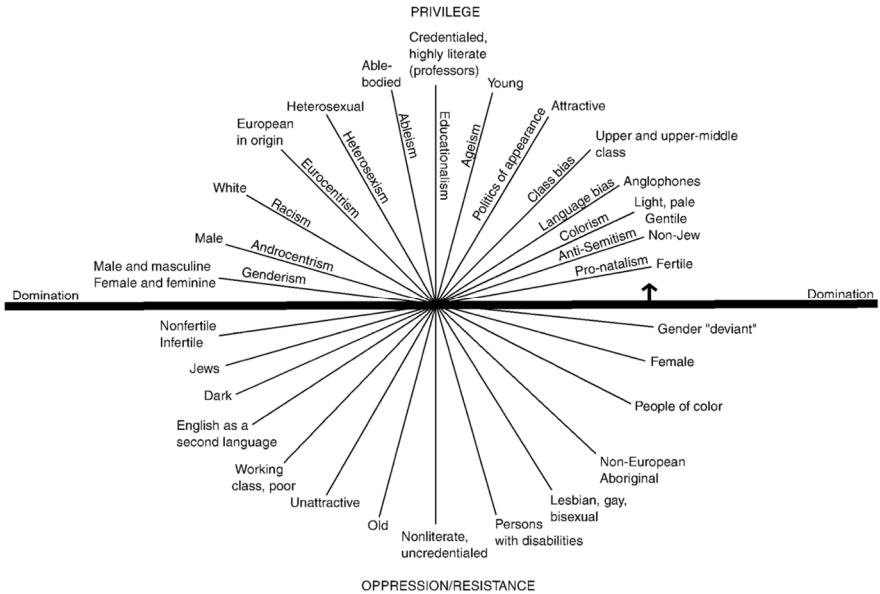 PRIVILEGE
Credentialed,
highly literate
(professors)
Able-
bodied
Young
Heterosexual
Attractive
European
in origin
Upper and upper-middle
class
White
Anglophones
Light, pale
Gentile
Non-Jew
Male
Male and masculine
Female and feminine
Fertile
Genderism
Androcentrism
Racism
Eurocentrism
Heterosexism
Ableism
Educationalism
Ageism
Politics of appearance
Class bias
Language bias
Colorism
Anti-Semitism
Pro-natalism
Domination
Domination
Nonfertile
Infertile
Jews
Dark
English as a
second language
Working
class, poor
Unattractive
Old
Nonliterate,
uncredentialed
Persons
with disabilities
Lesbian, gay,
bisexual
Non-European
Aboriginal
People of color
Female
Gender "deviant"
OPPRESSION/RESISTANCE